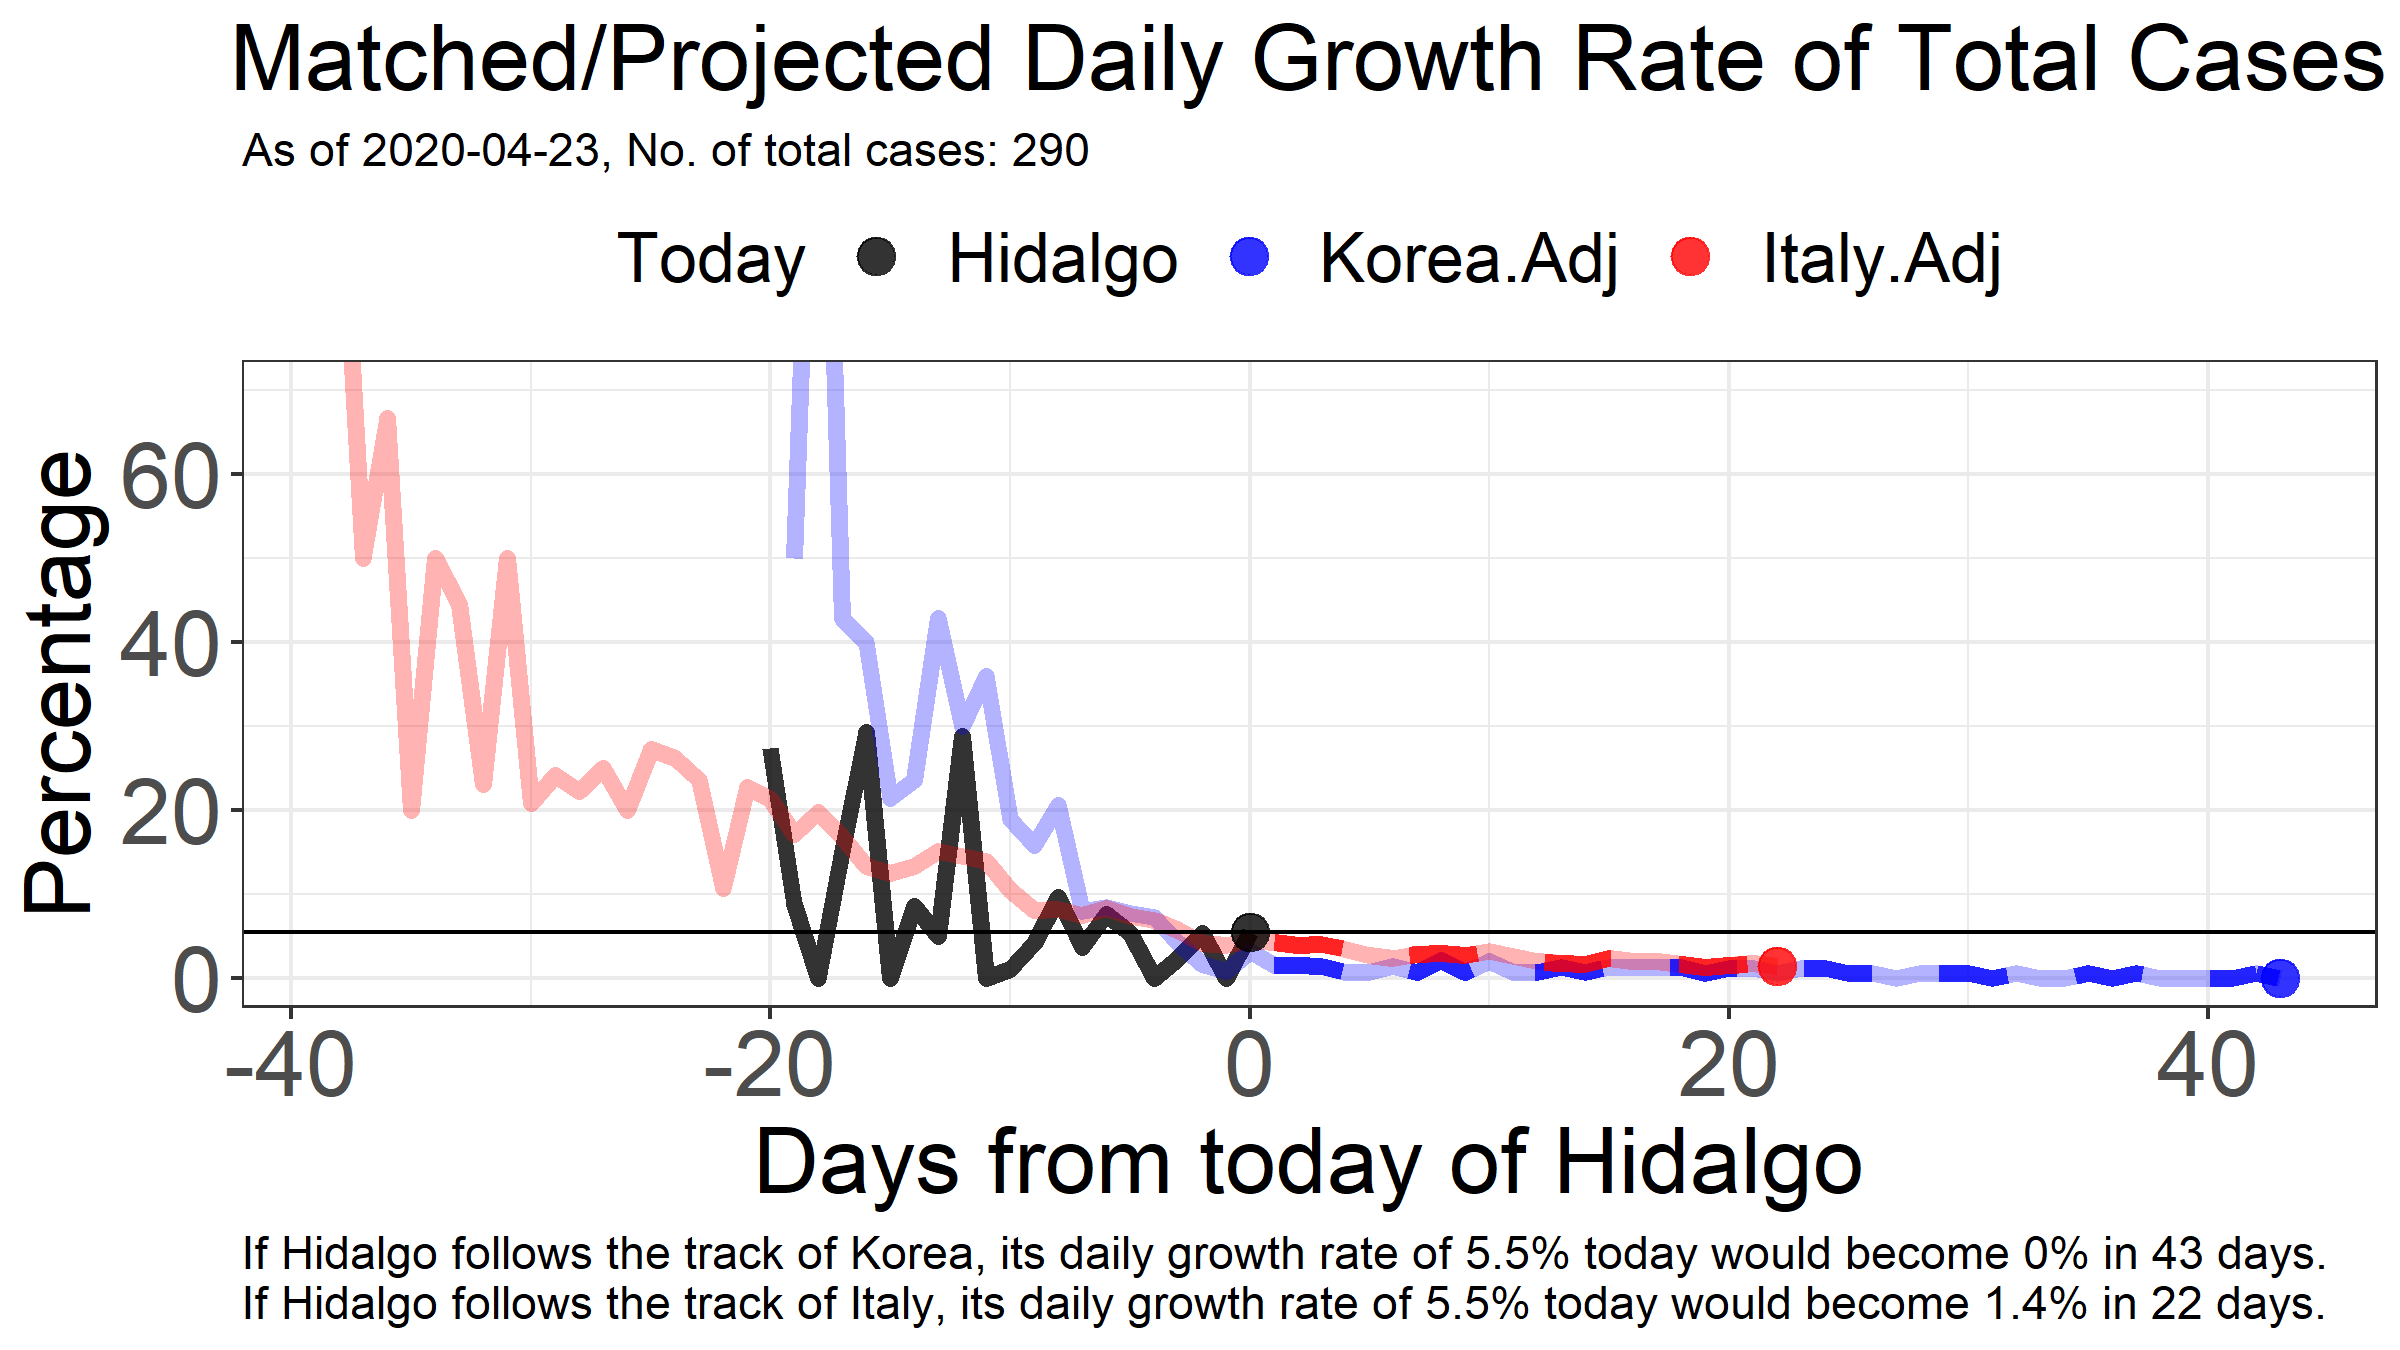 Matched/Projected Daily Growth Rate of Total Cases
As of 2020-04-23, No. of total cases: 290
Today Hidalgo Korea.Adj Italy.Adj
Percentage
60
40
20
0
-40 -20 0 20 40
Days from today of Hidalgo
If Hidalgo follows the track of Korea, its daily growth rate of 5.5% today would become 0% in 43 days.
If Hidalgo follows the track of Italy, its daily growth rate of 5.5% today would become 1.4% in 22 days.